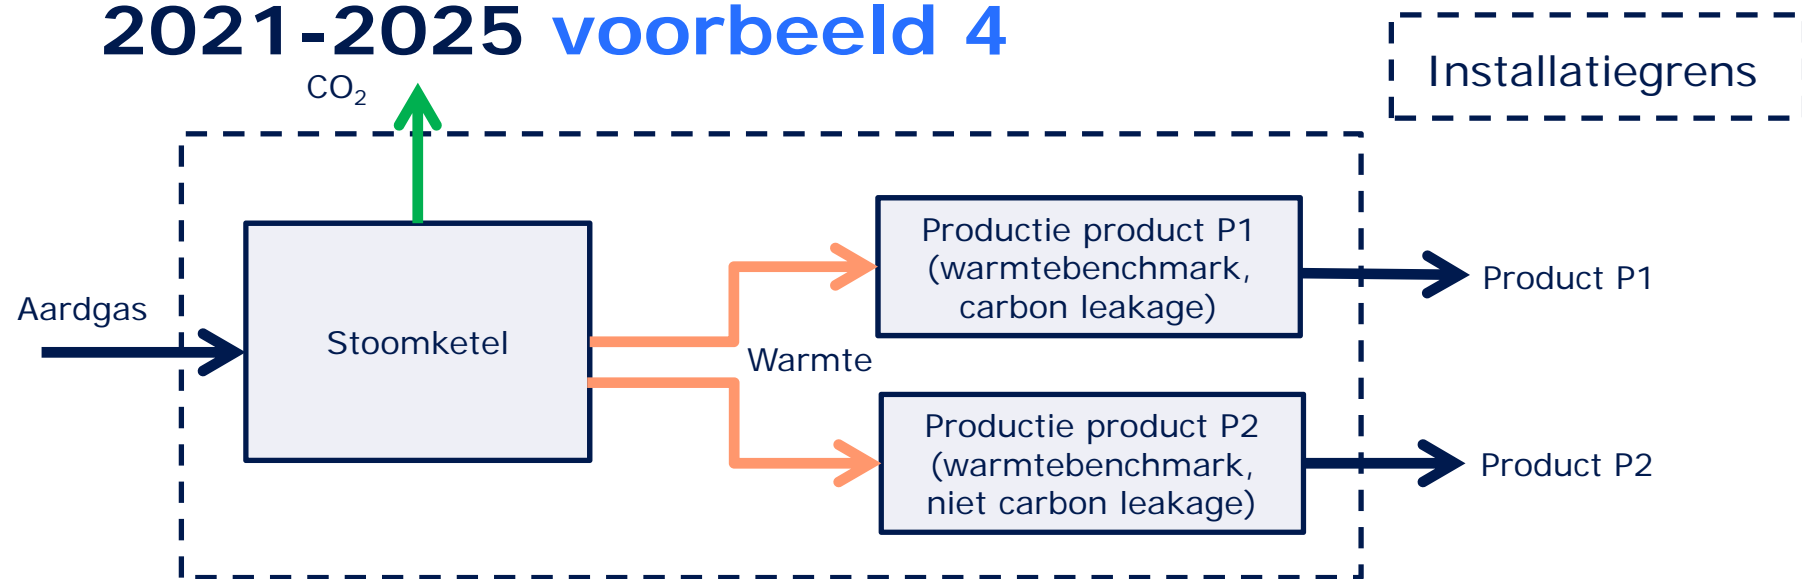 2021-2025 voorbeeld 4
CO₂
Installatiegrens
Aardgas
Stoomketel
Warmte
Productie product P1
(warmtebenchmark,
carbon leakage)
Product P1
Productie product P2
(warmtebenchmark,
niet carbon leakage)
Product P2